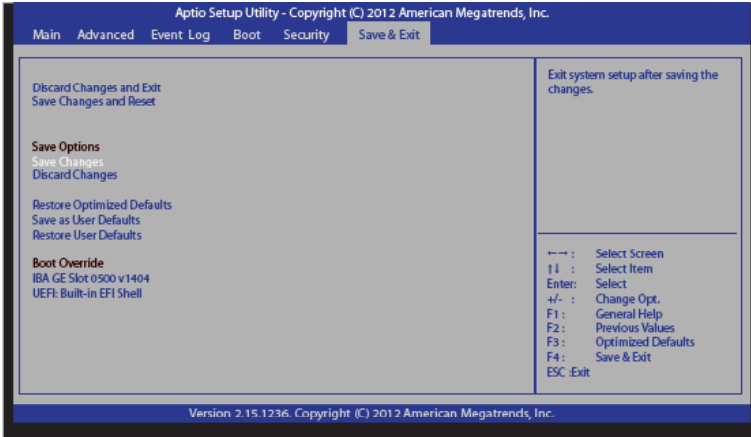 Aptio Setup Utility - Copyright (C) 2012 American Megatrends, Inc.
Main Advanced Event Log Boot Security Save & Exit
Discard Changes and Exit
Save Changes and Reset
Save Options
Save Changes
Discard Changes
Restore Optimized Defaults
Save as User Defaults
Restore User Defaults
Boot Override
IBA GE Slot 0500 v1404
UEFI: Built-in EFI Shell
Exit system setup after saving the
changes.
←→ : Select Screen
↑↓ : Select Item
Enter: Select
+/- : Change Opt.
F1 : General Help
F2 : Previous Values
F3 : Optimized Defaults
F4 : Save & Exit
ESC :Exit
Version 2.15.1236. Copyright (C) 2012 American Megatrends, Inc.